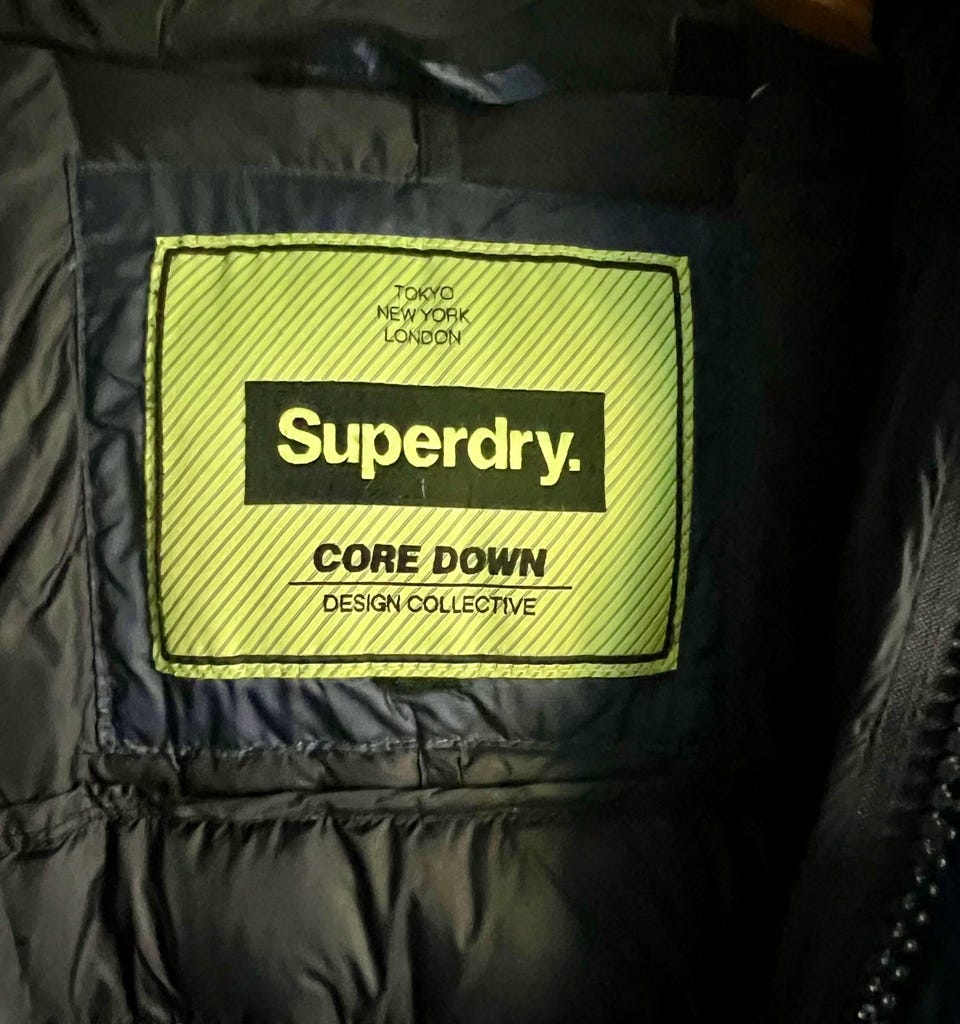 TOKYO
NEW YORK
LONDON
Superdry.
CORE DOWN
DESIGN COLLECTIVE